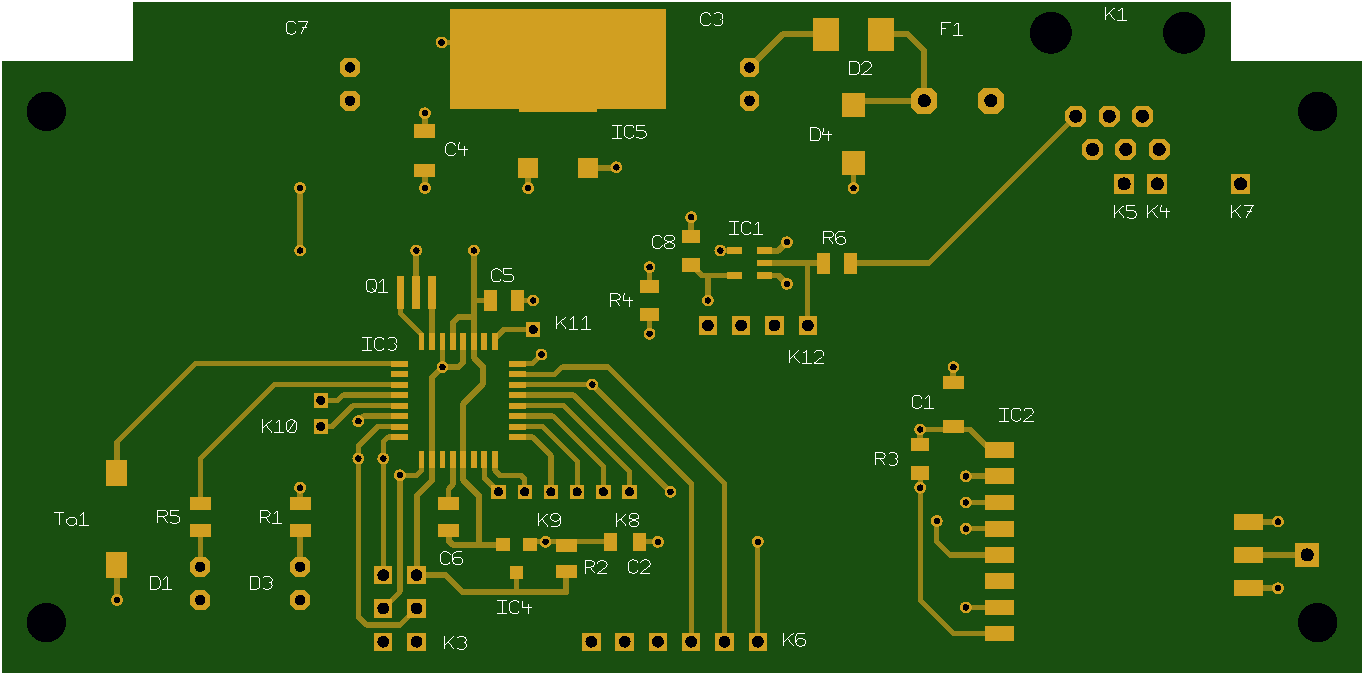 K1
C7
C3
F1
D2
IC5
D4
C4
K5
K4
K7
IC1
R6
C8
C5
Q1
R4
K11
IC3
K12
C1
IC2
K10
R3
Ta1
R5
R1
K9
K8
C6
R2
C2
D1
D3
IC4
K3
K6